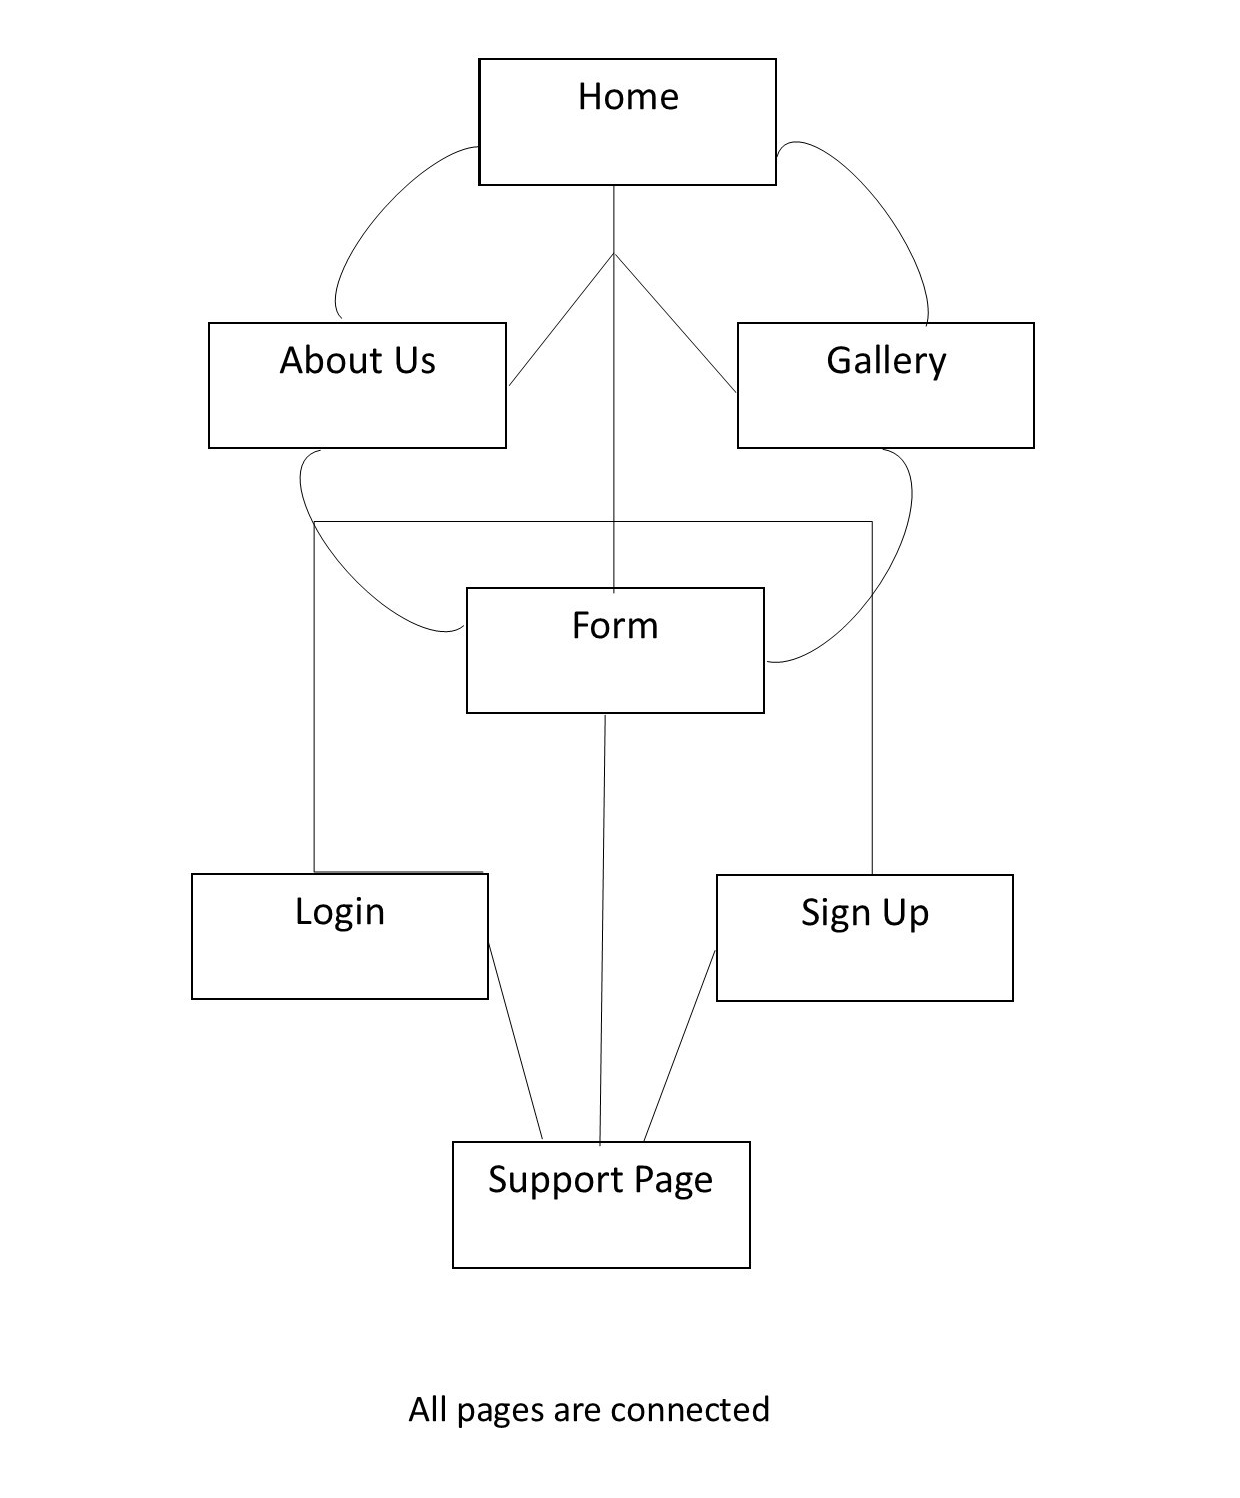 Home
About Us
Gallery
Form
Login
Sign Up
Support Page
All pages are connected